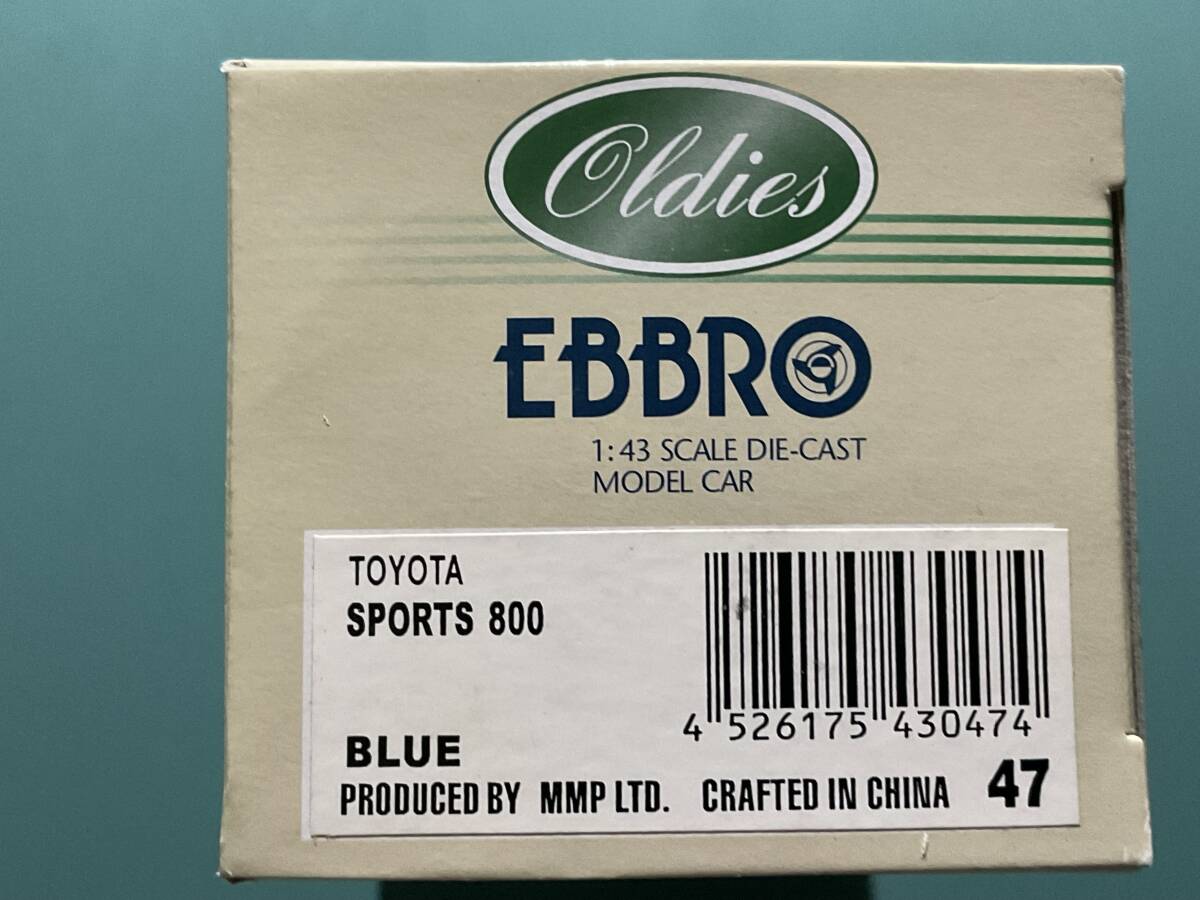 Oldies
EBBRO
1:43 SCALE DIE-CAST
MODEL CAR
TOYOTA
SPORTS 800
BLUE
4 526175 430474
PRODUCED BY MMP LTD. CRAFTED IN CHINA 47